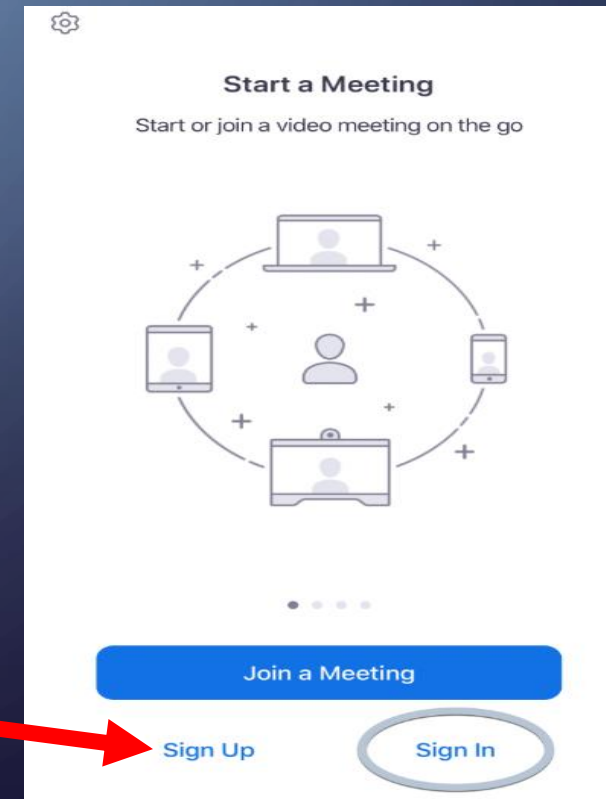 Start a Meeting
Start or join a video meeting on the go
Join a Meeting
Sign Up
Sign In